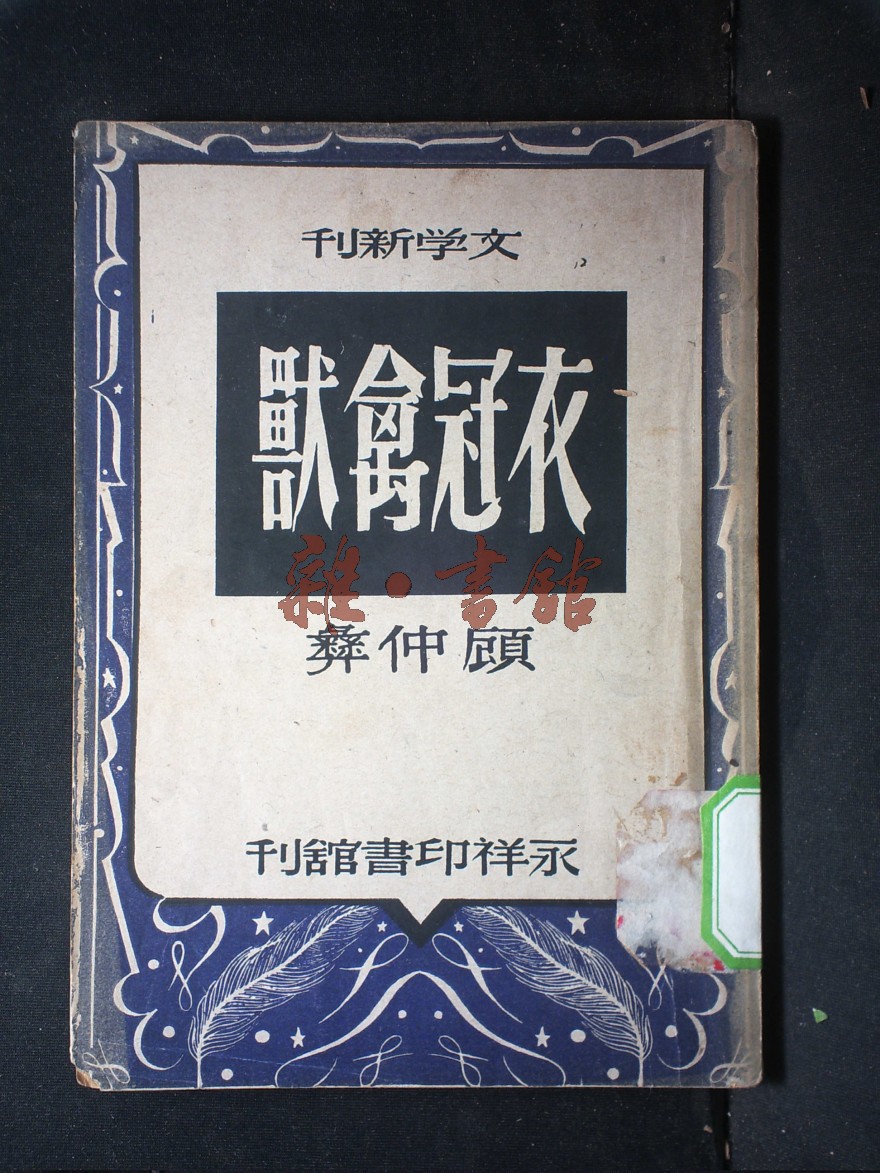 文学新刊
衣冠禽獸
雜·書館
顧仲彝
永祥印書館刊